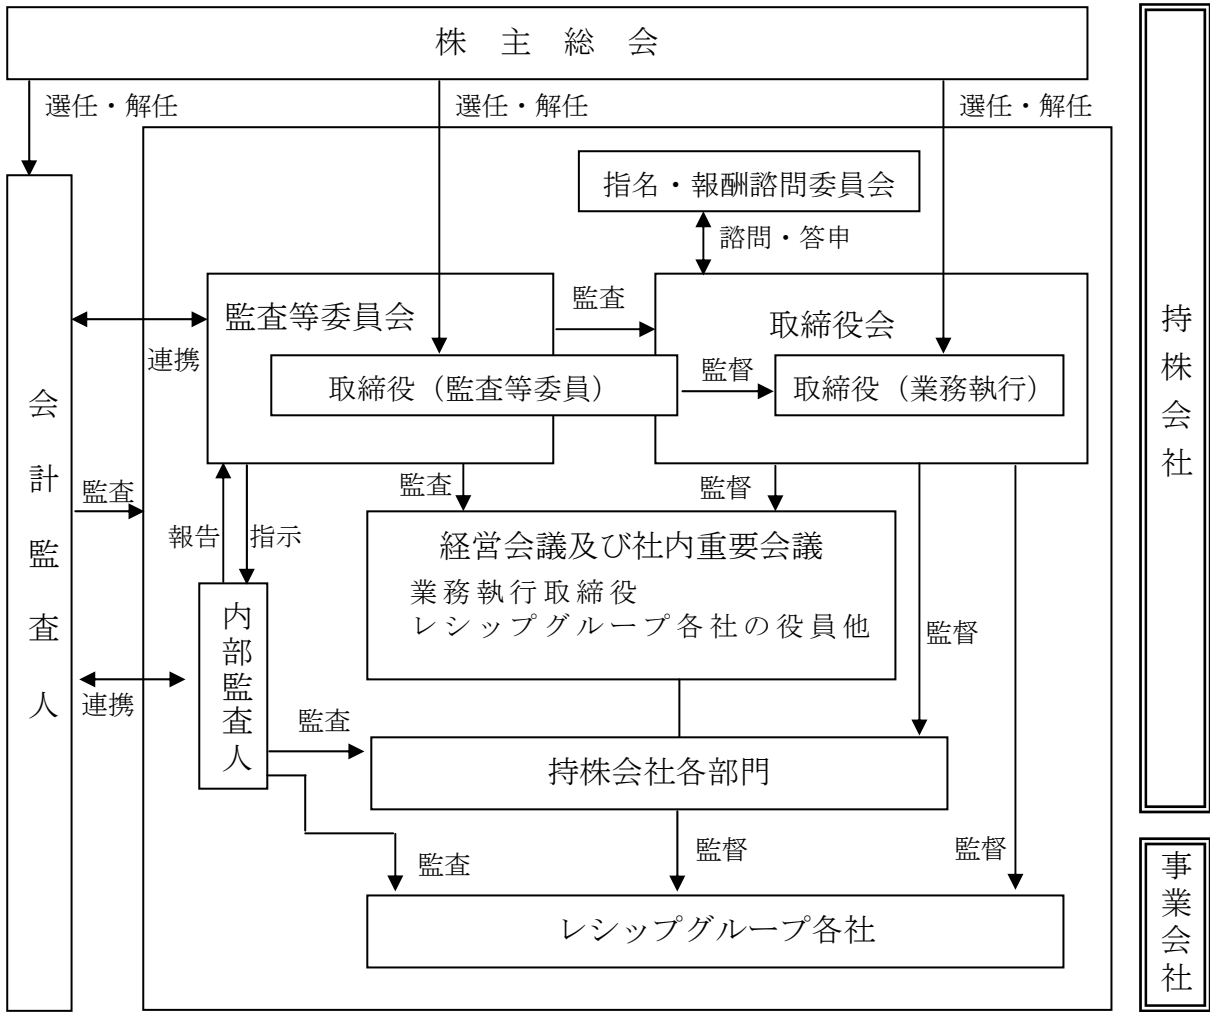 株 主 総 会
選任・解任
選任・解任
選任・解任
指名・報酬諮問委員会
諮問・答申
監査等委員会
監査
取締役会
連携
取締役（監査等委員）
監督
取締役（業務執行）
会計監査人
監査
監査
監督
報告
指示
経営会議及び社内重要会議
業務執行取締役
レシップグループ各社の役員他
監督
内部監査人
連携
監査
持株会社各部門
監査
監督
監督
レシップグループ各社
持株会社
事業会社